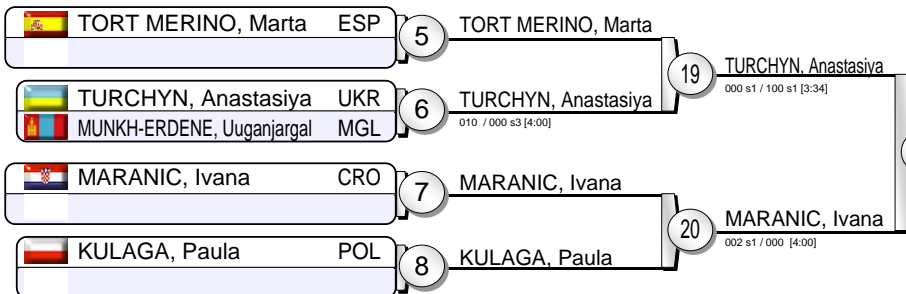 TORT MERINO, Marta ESP
5
TORT MERINO, Marta
19
TURCHYN, Anastasiya
000 s1 / 100 s1 [3:34]
TURCHYN, Anastasiya UKR
MUNKH-ERDENE, Uuganjargal MGL
6
TURCHYN, Anastasiya
010 / 000 s3 [4:00]
MARANIC, Ivana CRO
7
MARANIC, Ivana
20
MARANIC, Ivana
002 s1 / 000 [4:00]
KULAGA, Paula POL
8
KULAGA, Paula